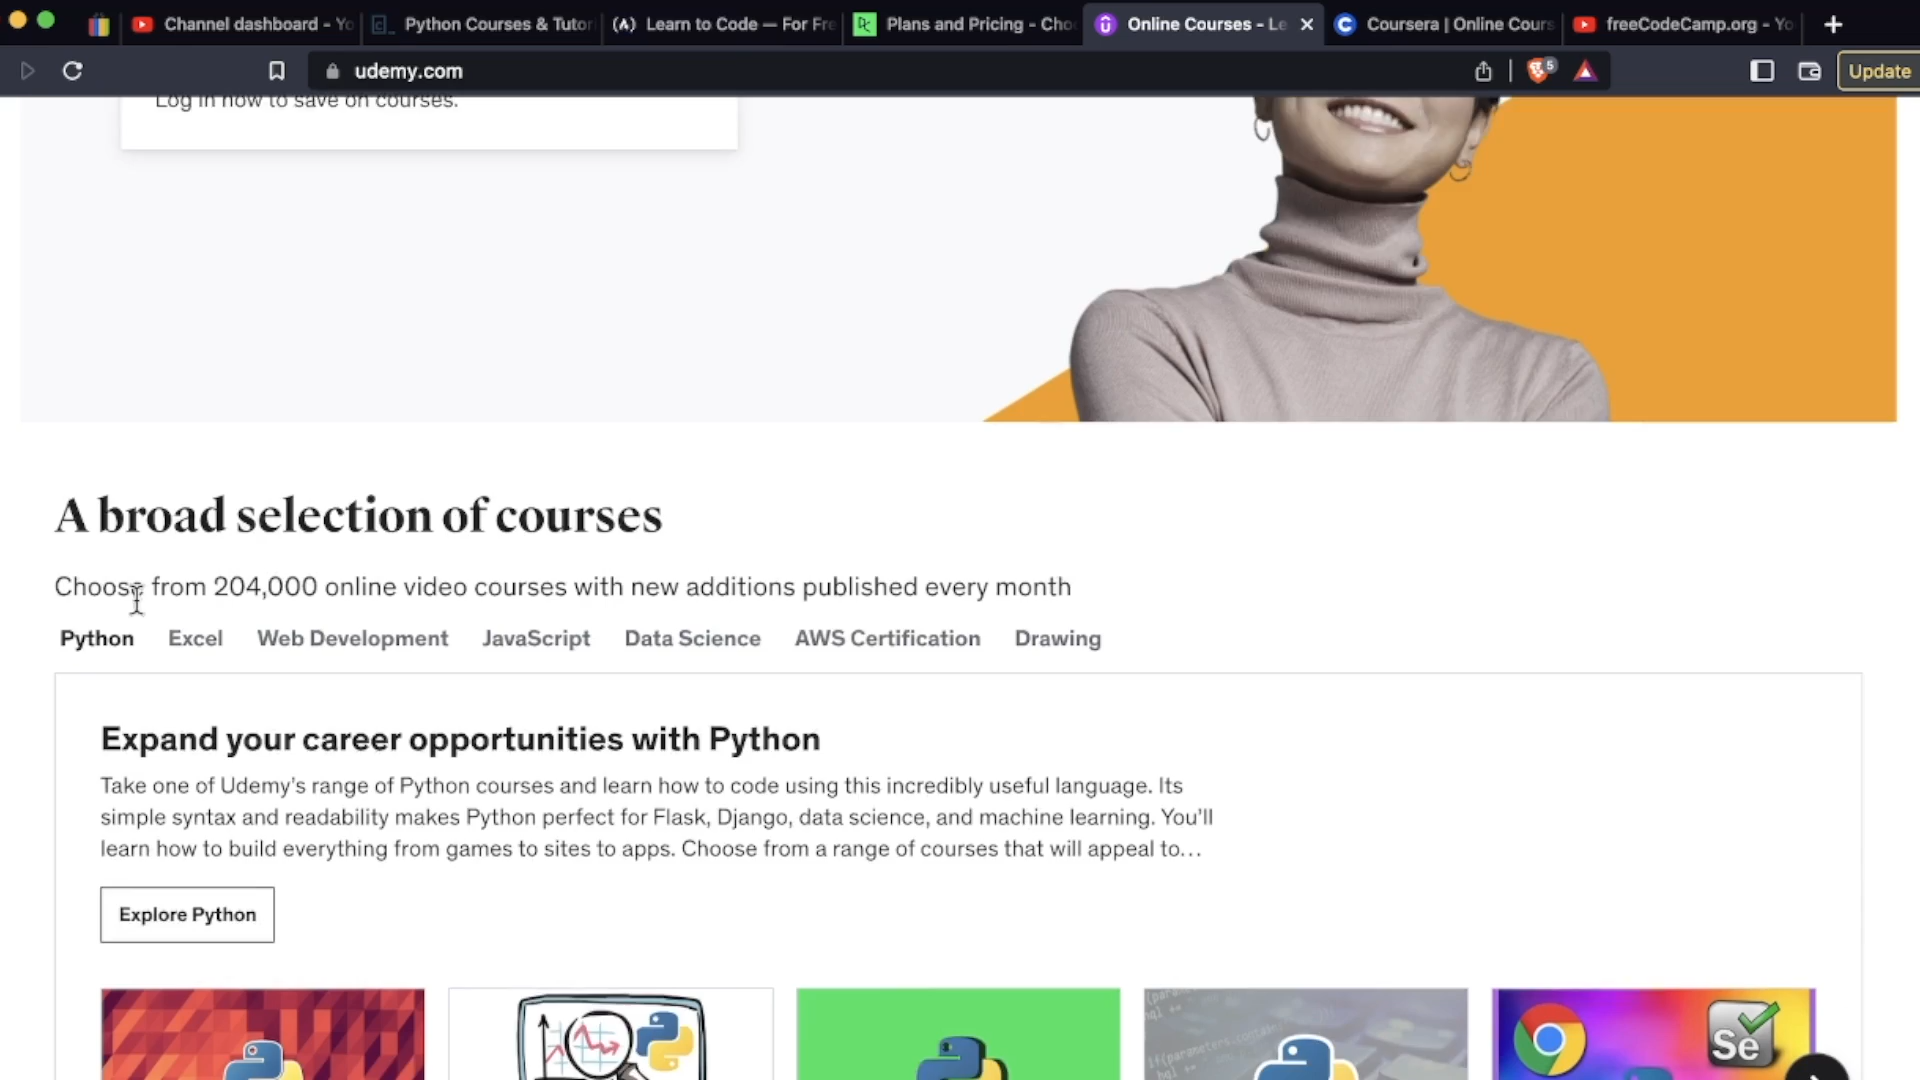 Channel dashboard - Yo
Python Courses & Tutor
(A) Learn to Code — For Fre
Plans and Pricing - Cho
Online Courses - Le
Coursera | Online Cours
freeCodeCamp.org - Yo
udemy.com
5
Update
Log in now to save on courses.
A broad selection of courses
Choose from 204,000 online video courses with new additions published every month
Python Excel Web Development JavaScript Data Science AWS Certification Drawing
Expand your career opportunities with Python
Take one of Udemy's range of Python courses and learn how to code using this incredibly useful language. Its
simple syntax and readability makes Python perfect for Flask, Django, data science, and machine learning. You'll
learn how to build everything from games to sites to apps. Choose from a range of courses that will appeal to...
Explore Python
Se